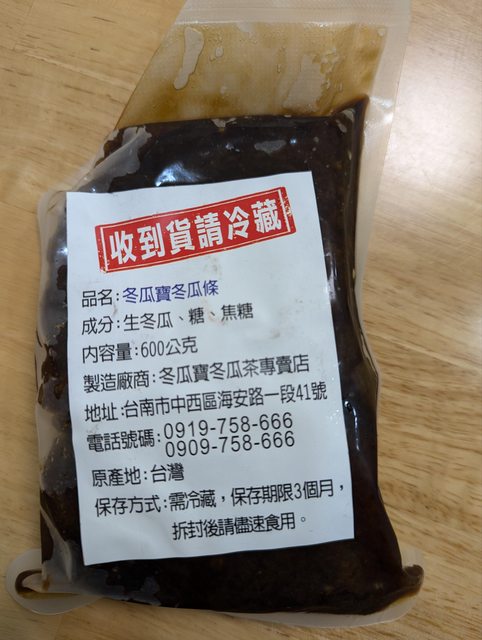 收到貨請冷藏
品名:冬瓜寶冬瓜條
成分:生冬瓜、糖、焦糖
內容量:600公克
製造廠商:冬瓜寶冬瓜茶專賣店
地址:台南市中西區海安路一段41號
電話號碼:0919-758-666
0909-758-666
原產地:台灣
保存方式:需冷藏,保存期限3個月,
拆封後請儘速食用。